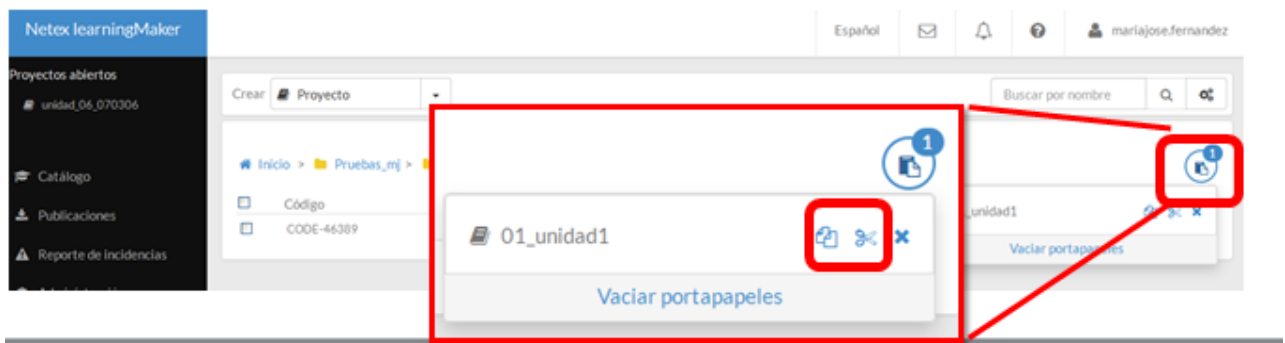 Netex learningMaker
Español
mariajose.fernandez
Proyectos abiertos
unidad_06_070306
Crear Proyecto
Buscar por nombre
Catálogo
Publicaciones
Reporte de incidencias
Inicio > Pruebas_mj >
Código
CODE-46389
1
01_unidad1
Vaciar portapapeles
1
_unidad1
Vaciar portapapeles